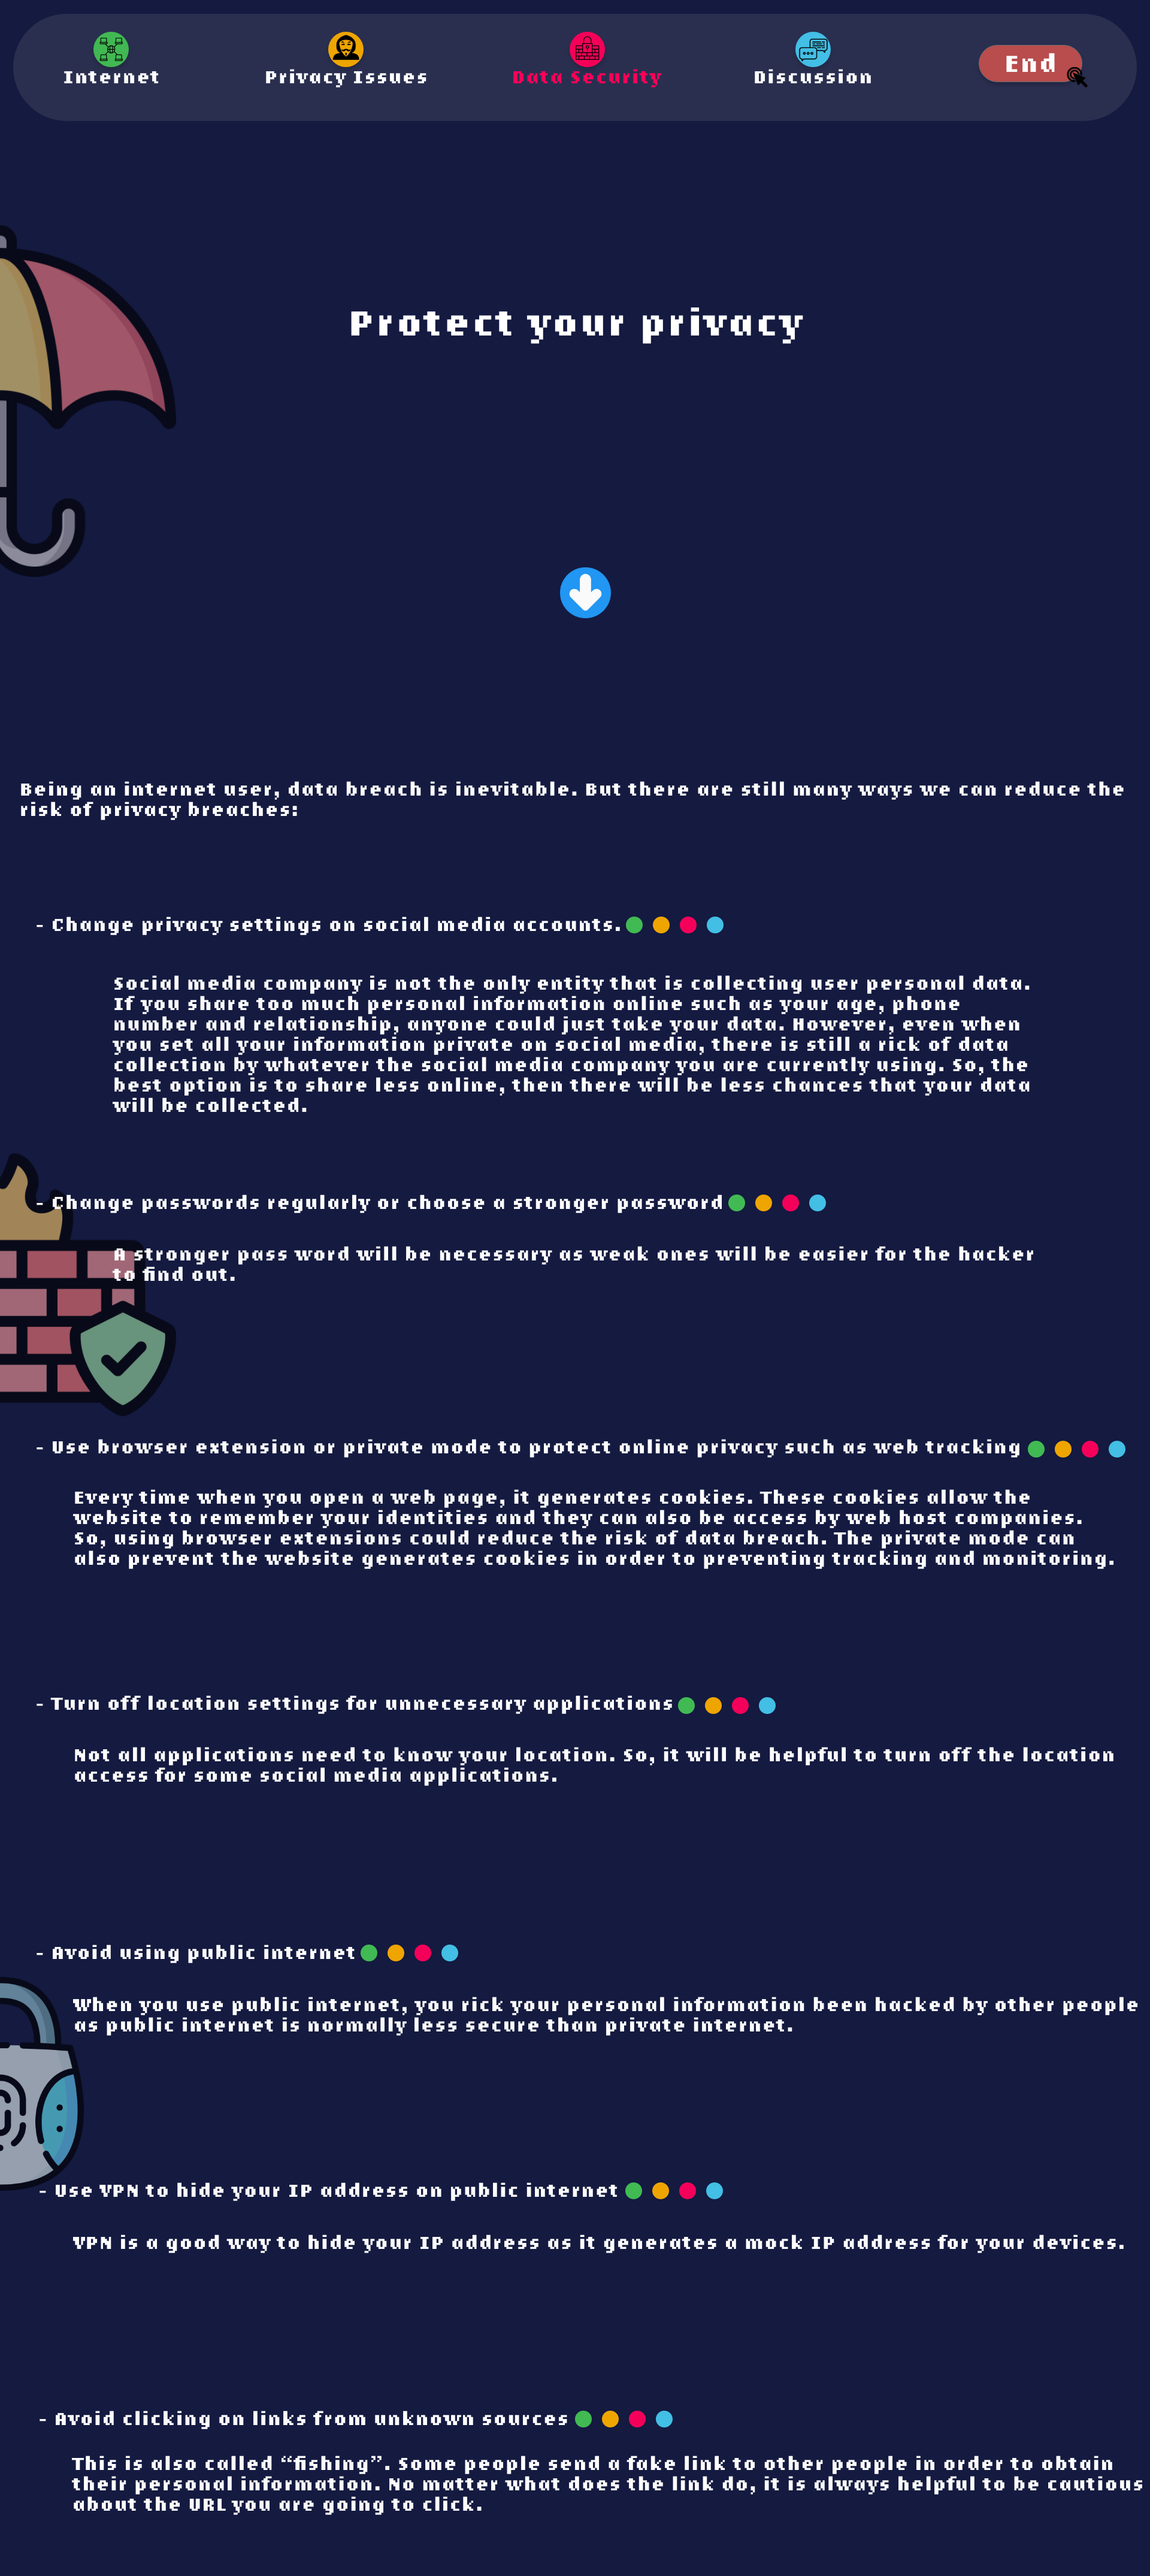 Internet
Privacy Issues
Data Security
Discussion
End
Protect your privacy
Being an internet user, data breach is inevitable. But there are still many ways we can reduce the
risk of privacy breaches:
- Change privacy settings on social media accounts.
Social media company is not the only entity that is collecting user personal data.
If you share too much personal information online such as your age, phone
number and relationship, anyone could just take your data. However, even when
you set all your information private on social media, there is still a rick of data
collection by whatever the social media company you are currently using. So, the
best option is to share less online, then there will be less chances that your data
will be collected.
- Change passwords regularly or choose a stronger password
A stronger pass word will be necessary as weak ones will be easier for the hacker
to find out.
- Use browser extension or private mode to protect online privacy such as web tracking
Every time when you open a web page, it generates cookies. These cookies allow the
website to remember your identities and they can also be access by web host companies.
So, using browser extensions could reduce the risk of data breach. The private mode can
also prevent the website generates cookies in order to preventing tracking and monitoring.
- Turn off location settings for unnecessary applications
Not all applications need to know your location. So, it will be helpful to turn off the location
access for some social media applications.
- Avoid using public internet
When you use public internet, you rick your personal information been hacked by other people
as public internet is normally less secure than private internet.
- Use VPN to hide your IP address on public internet
VPN is a good way to hide your IP address as it generates a mock IP address for your devices.
- Avoid clicking on links from unknown sources
This is also called “fishing”. Some people send a fake link to other people in order to obtain
their personal information. No matter what does the link do, it is always helpful to be cautious
about the URL you are going to click.